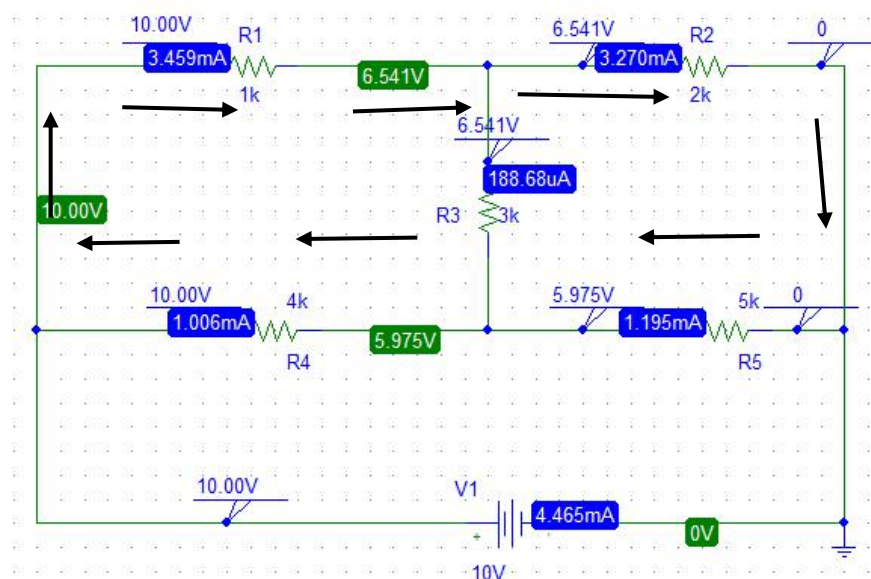 10.00V 6.541V 0
3.459mA R1 3.270mA R2
6.541V
1k 2k
6.541V
188.68uA
10.00V R3 3k
10.00V 4k 5.975V 0 5k
1.006mA 1.195mA
5.975V
R4 R5
10.00V V1
4.465mA
0V
+ -
10V